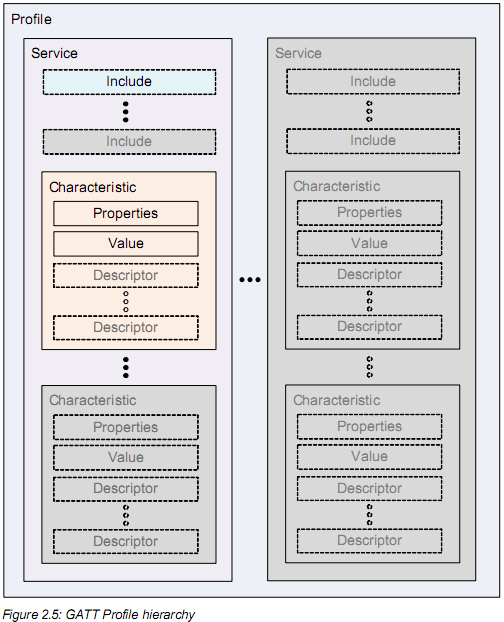 Profile
Service
Include
Include
Characteristic
Properties
Value
Descriptor
Descriptor
Characteristic
Properties
Value
Descriptor
Descriptor
Service
Include
Include
Characteristic
Properties
Value
Descriptor
Descriptor
Characteristic
Properties
Value
Descriptor
Descriptor
Figure 2.5: GATT Profile hierarchy